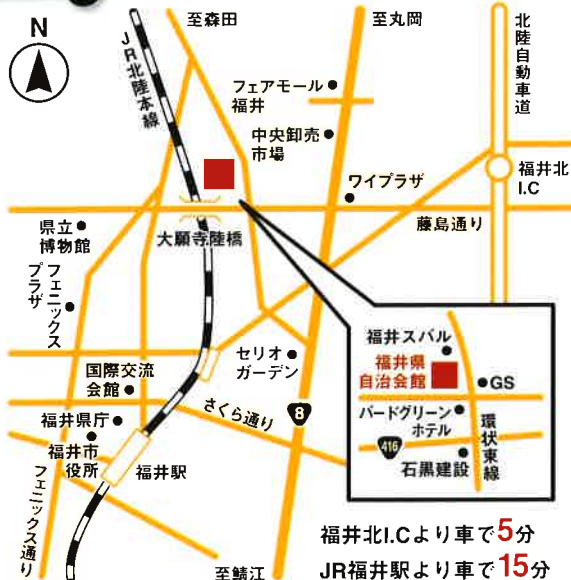 N
至森田
至丸岡
北陸自動車道
JR北陸本線
フェアモール
福井
中央卸売
市場
福井北
I.C
ワイプラザ
県立
博物館
藤島通り
大願寺陸橋
フェニックス
プラザ
福井スバル
福井県
自治会館
GS
セリオ
ガーデン
国際交流
会館
バードグリーン
ホテル
環状東線
さくら通り
8
416
福井県庁
福井市
役所
福井駅
石黒建設
フェニックス通り
至鯖江
福井北I.Cより車で5分
JR福井駅より車で15分